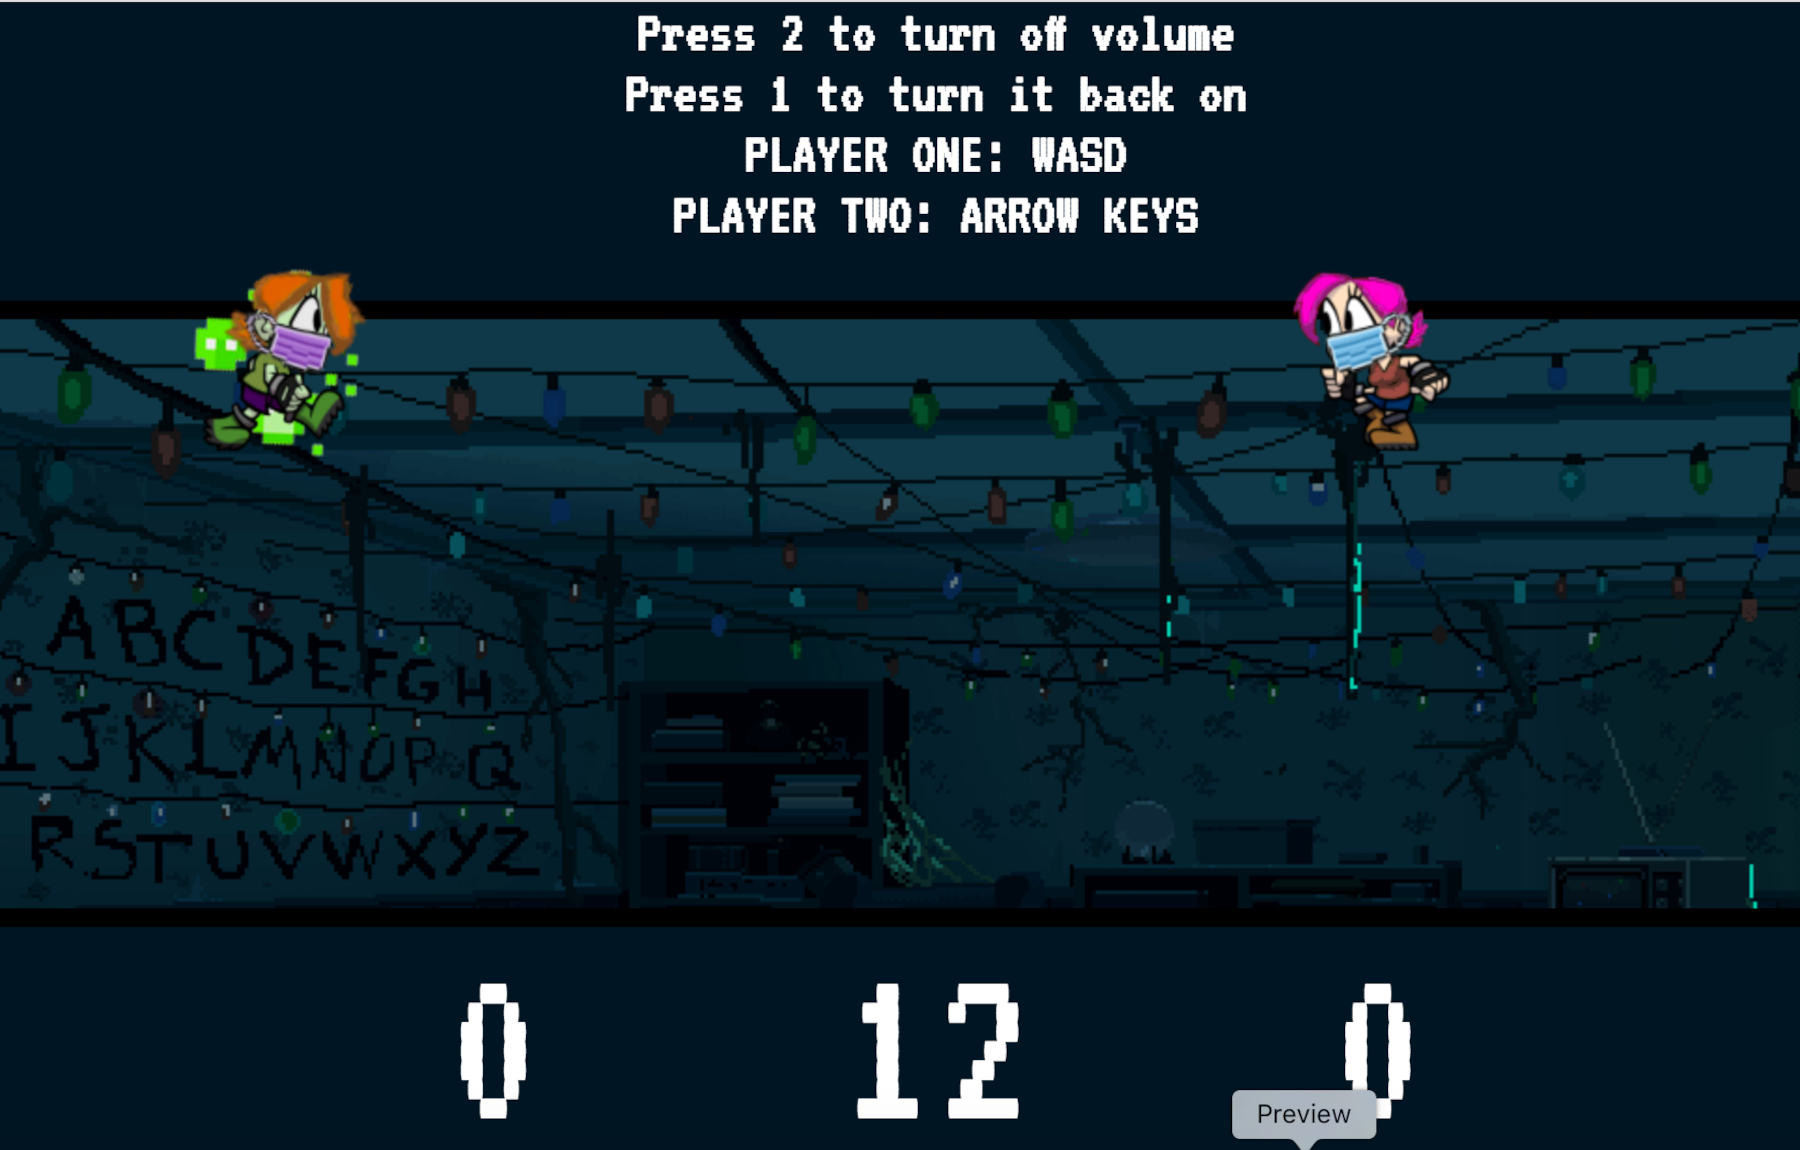 Press 2 to turn off volume
Press 1 to turn it back on
PLAYER ONE: WASD
PLAYER TWO: ARROW KEYS
ABCDEFGH
IJKLMNOPQ
RSTUVWXYZ
0 12 0
Preview